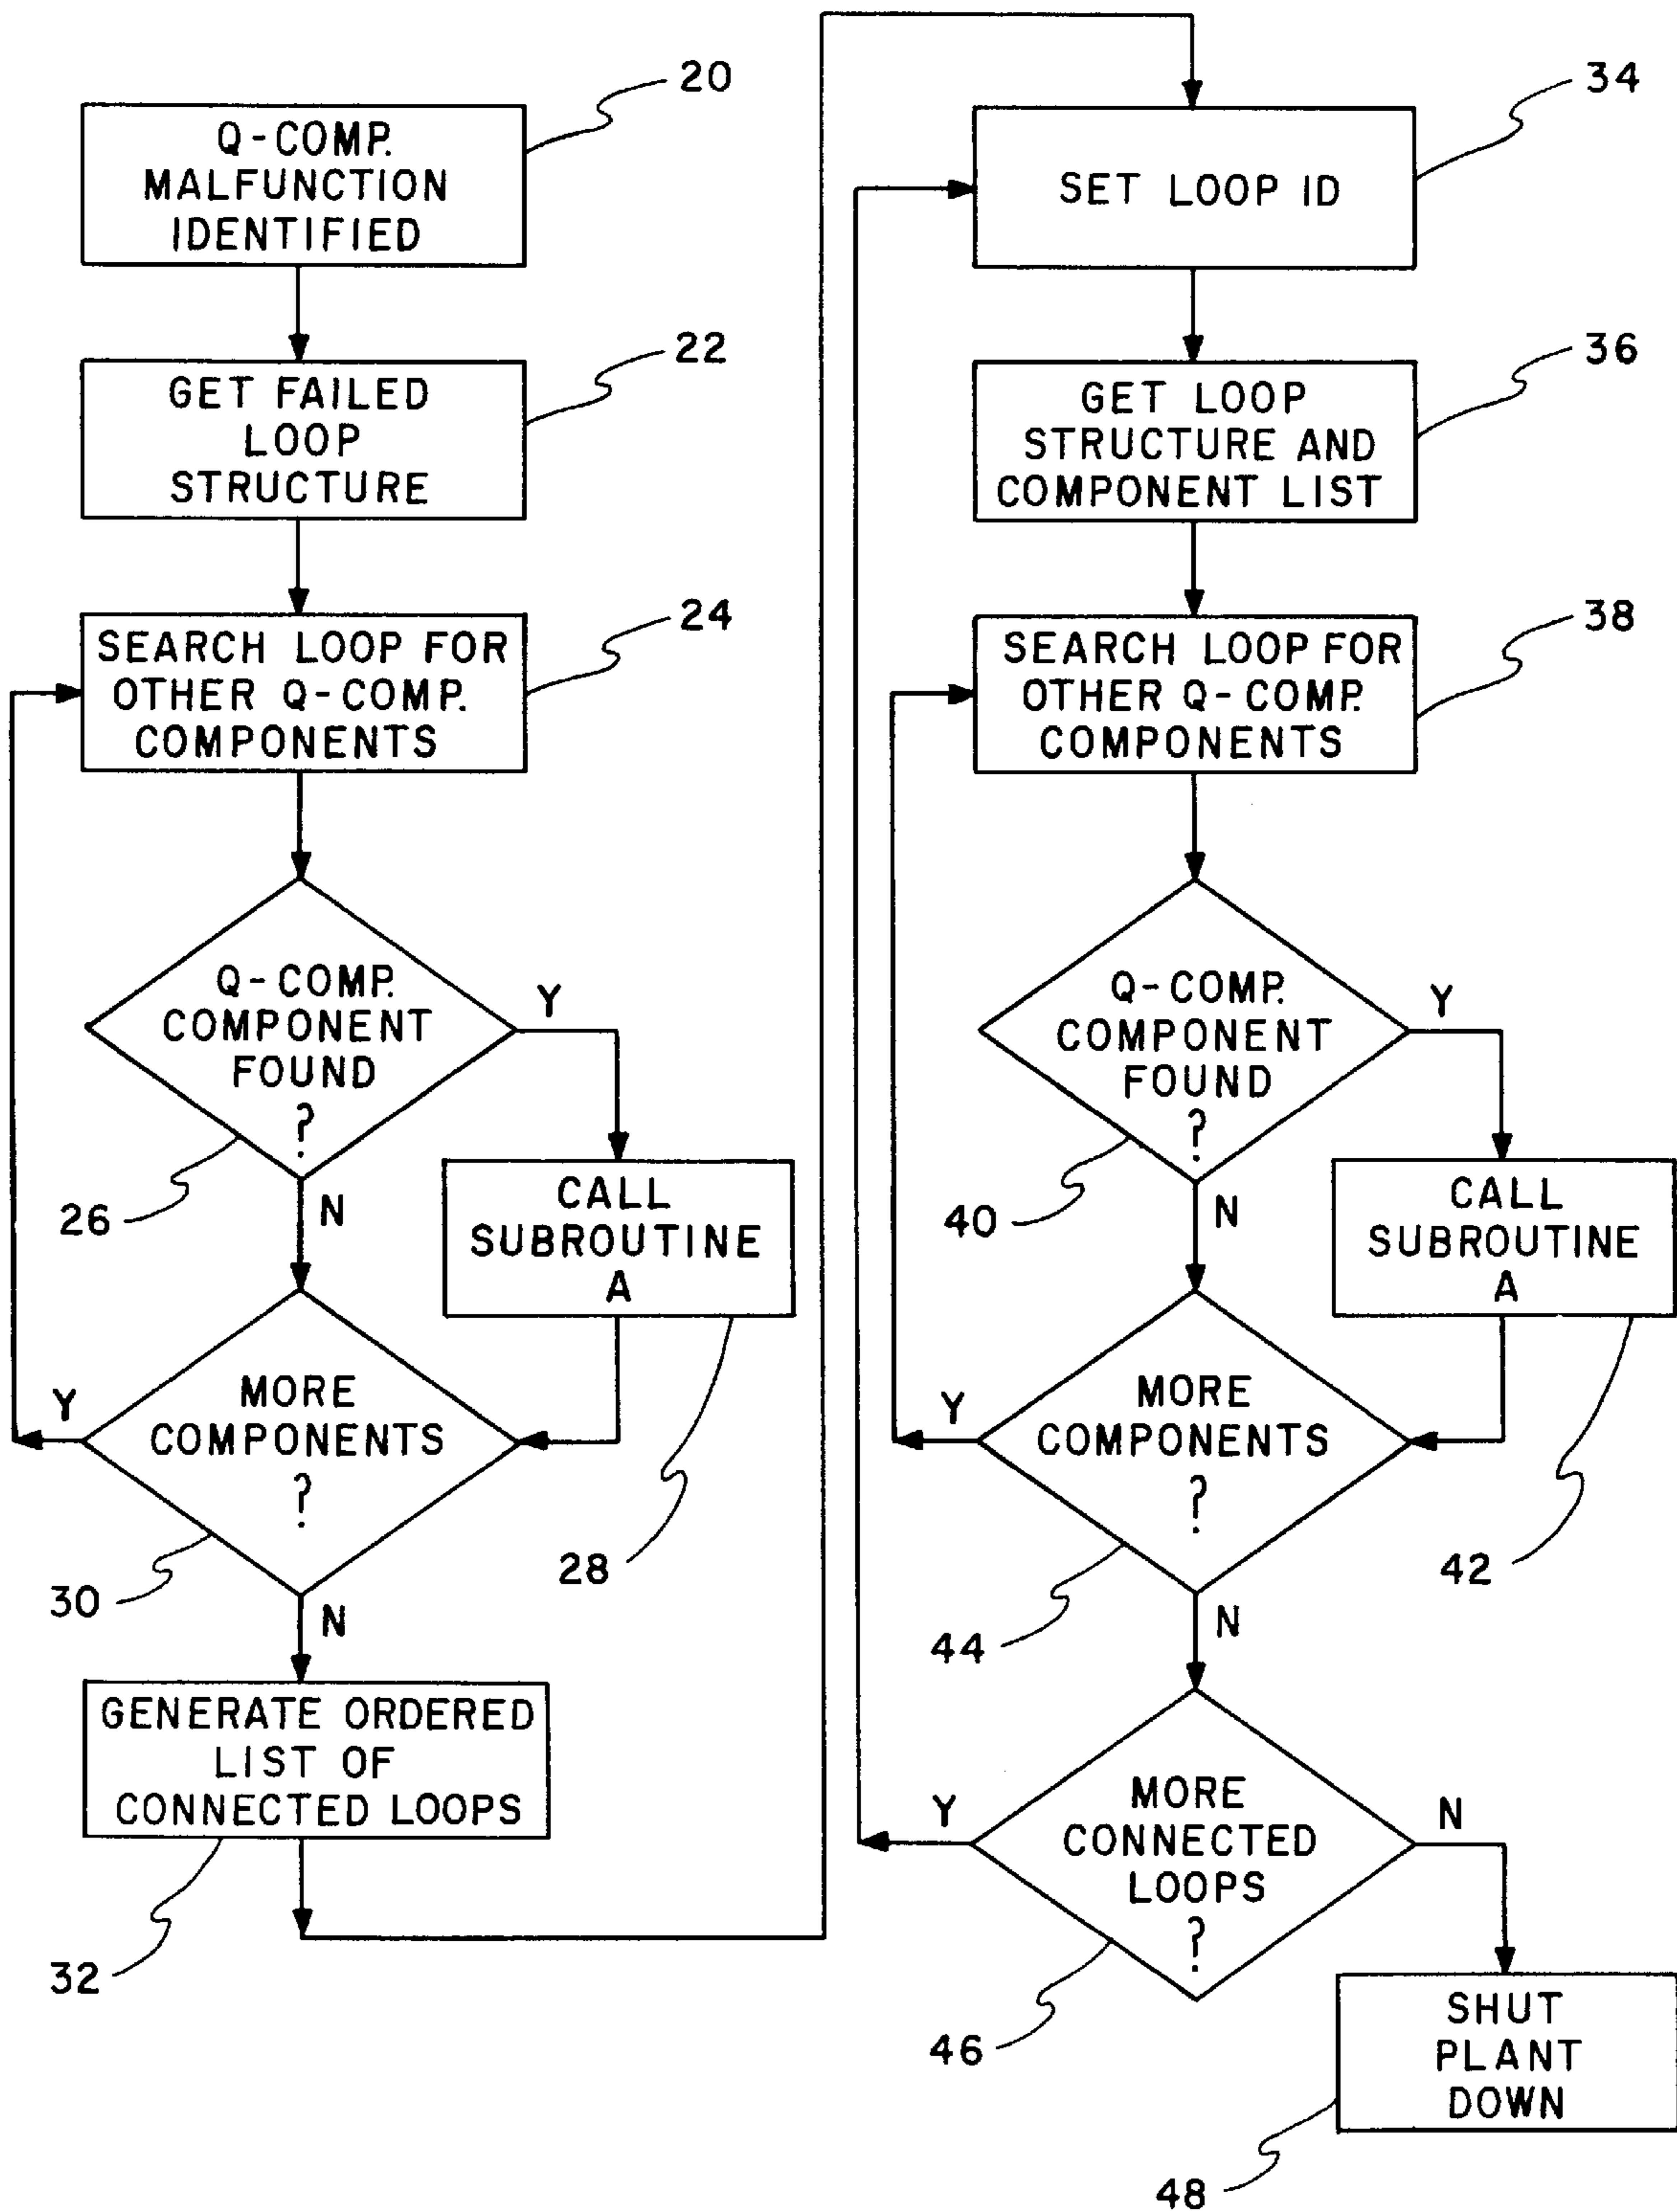 20
Q-COMP.
MALFUNCTION
IDENTIFIED
22
GET FAILED
LOOP
STRUCTURE
24
SEARCH LOOP FOR
OTHER Q-COMP.
COMPONENTS
Q-COMP.
COMPONENT
FOUND
?
Y
26
N
CALL
SUBROUTINE
A
MORE
COMPONENTS
?
Y
28
30
N
GENERATE ORDERED
LIST OF
CONNECTED LOOPS
32
34
SET LOOP ID
36
GET LOOP
STRUCTURE AND
COMPONENT LIST
38
SEARCH LOOP FOR
OTHER Q-COMP.
COMPONENTS
Q-COMP.
COMPONENT
FOUND
?
Y
40
N
CALL
SUBROUTINE
A
MORE
COMPONENTS
?
Y
42
44
N
MORE
CONNECTED
LOOPS
?
Y
N
46
SHUT
PLANT
DOWN
48